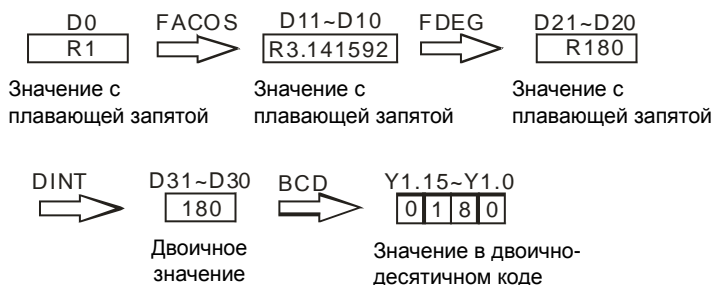 D0 FACOS D11~D10 FDEG D21~D20
R1 R3.141592 R180
Значение с Значение с Значение с
плавающей запятой плавающей запятой плавающей запятой
DINT D31~D30 BCD Y1.15~Y1.0
180 0 1 8 0
Двоичное Значение в двоично-
значение десятичном коде